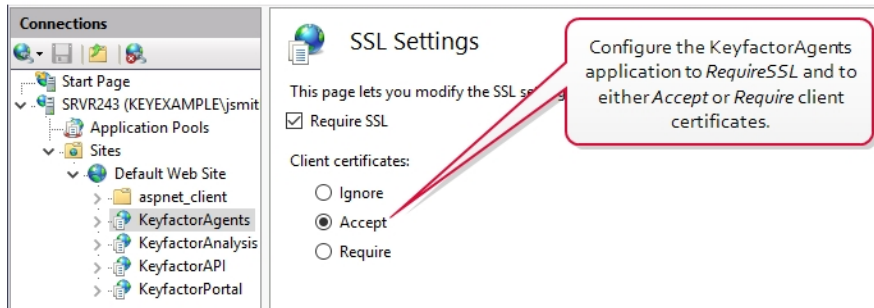 Connections
Start Page
SRVR243 (KEYEXAMPLE\jsmit
Application Pools
Sites
Default Web Site
aspnet_client
KeyfactorAgents
KeyfactorAnalysis
KeyfactorAPI
KeyfactorPortal
SSL Settings
This page lets you modify the SSL
Require SSL
Client certificates:
Ignore
Accept
Require
Configure the KeyfactorAgents
application to RequireSSL and to
either Accept or Require client
certificates.